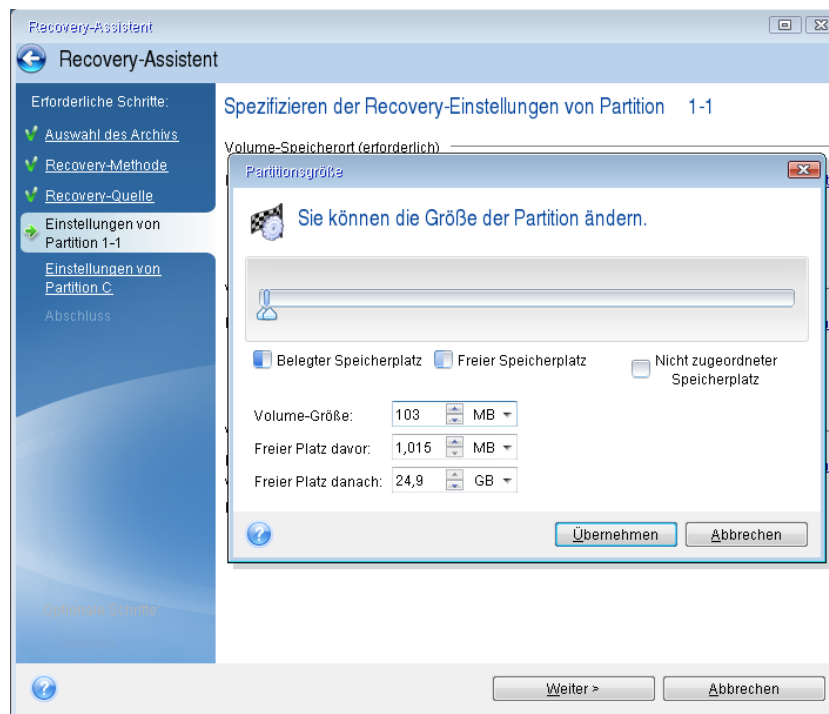 Recovery-Assistent
Recovery-Assistent
Erforderliche Schritte:
Auswahl des Archivs
Recovery-Methode
Recovery-Quelle
Einstellungen von
Partition 1-1
Einstellungen von
Partition C
Abschluss
Spezifizieren der Recovery-Einstellungen von Partition 1-1
Volume-Speicherort (erforderlich)
Partitionsgröße
Sie können die Größe der Partition ändern.
Belegter Speicherplatz
Freier Speicherplatz
Nicht zugeordneter
Speicherplatz
Volume-Größe: 103 MB
Freier Platz davor: 1,015 MB
Freier Platz danach: 24,9 GB
Übernehmen
Abbrechen
Weiter >
Abbrechen